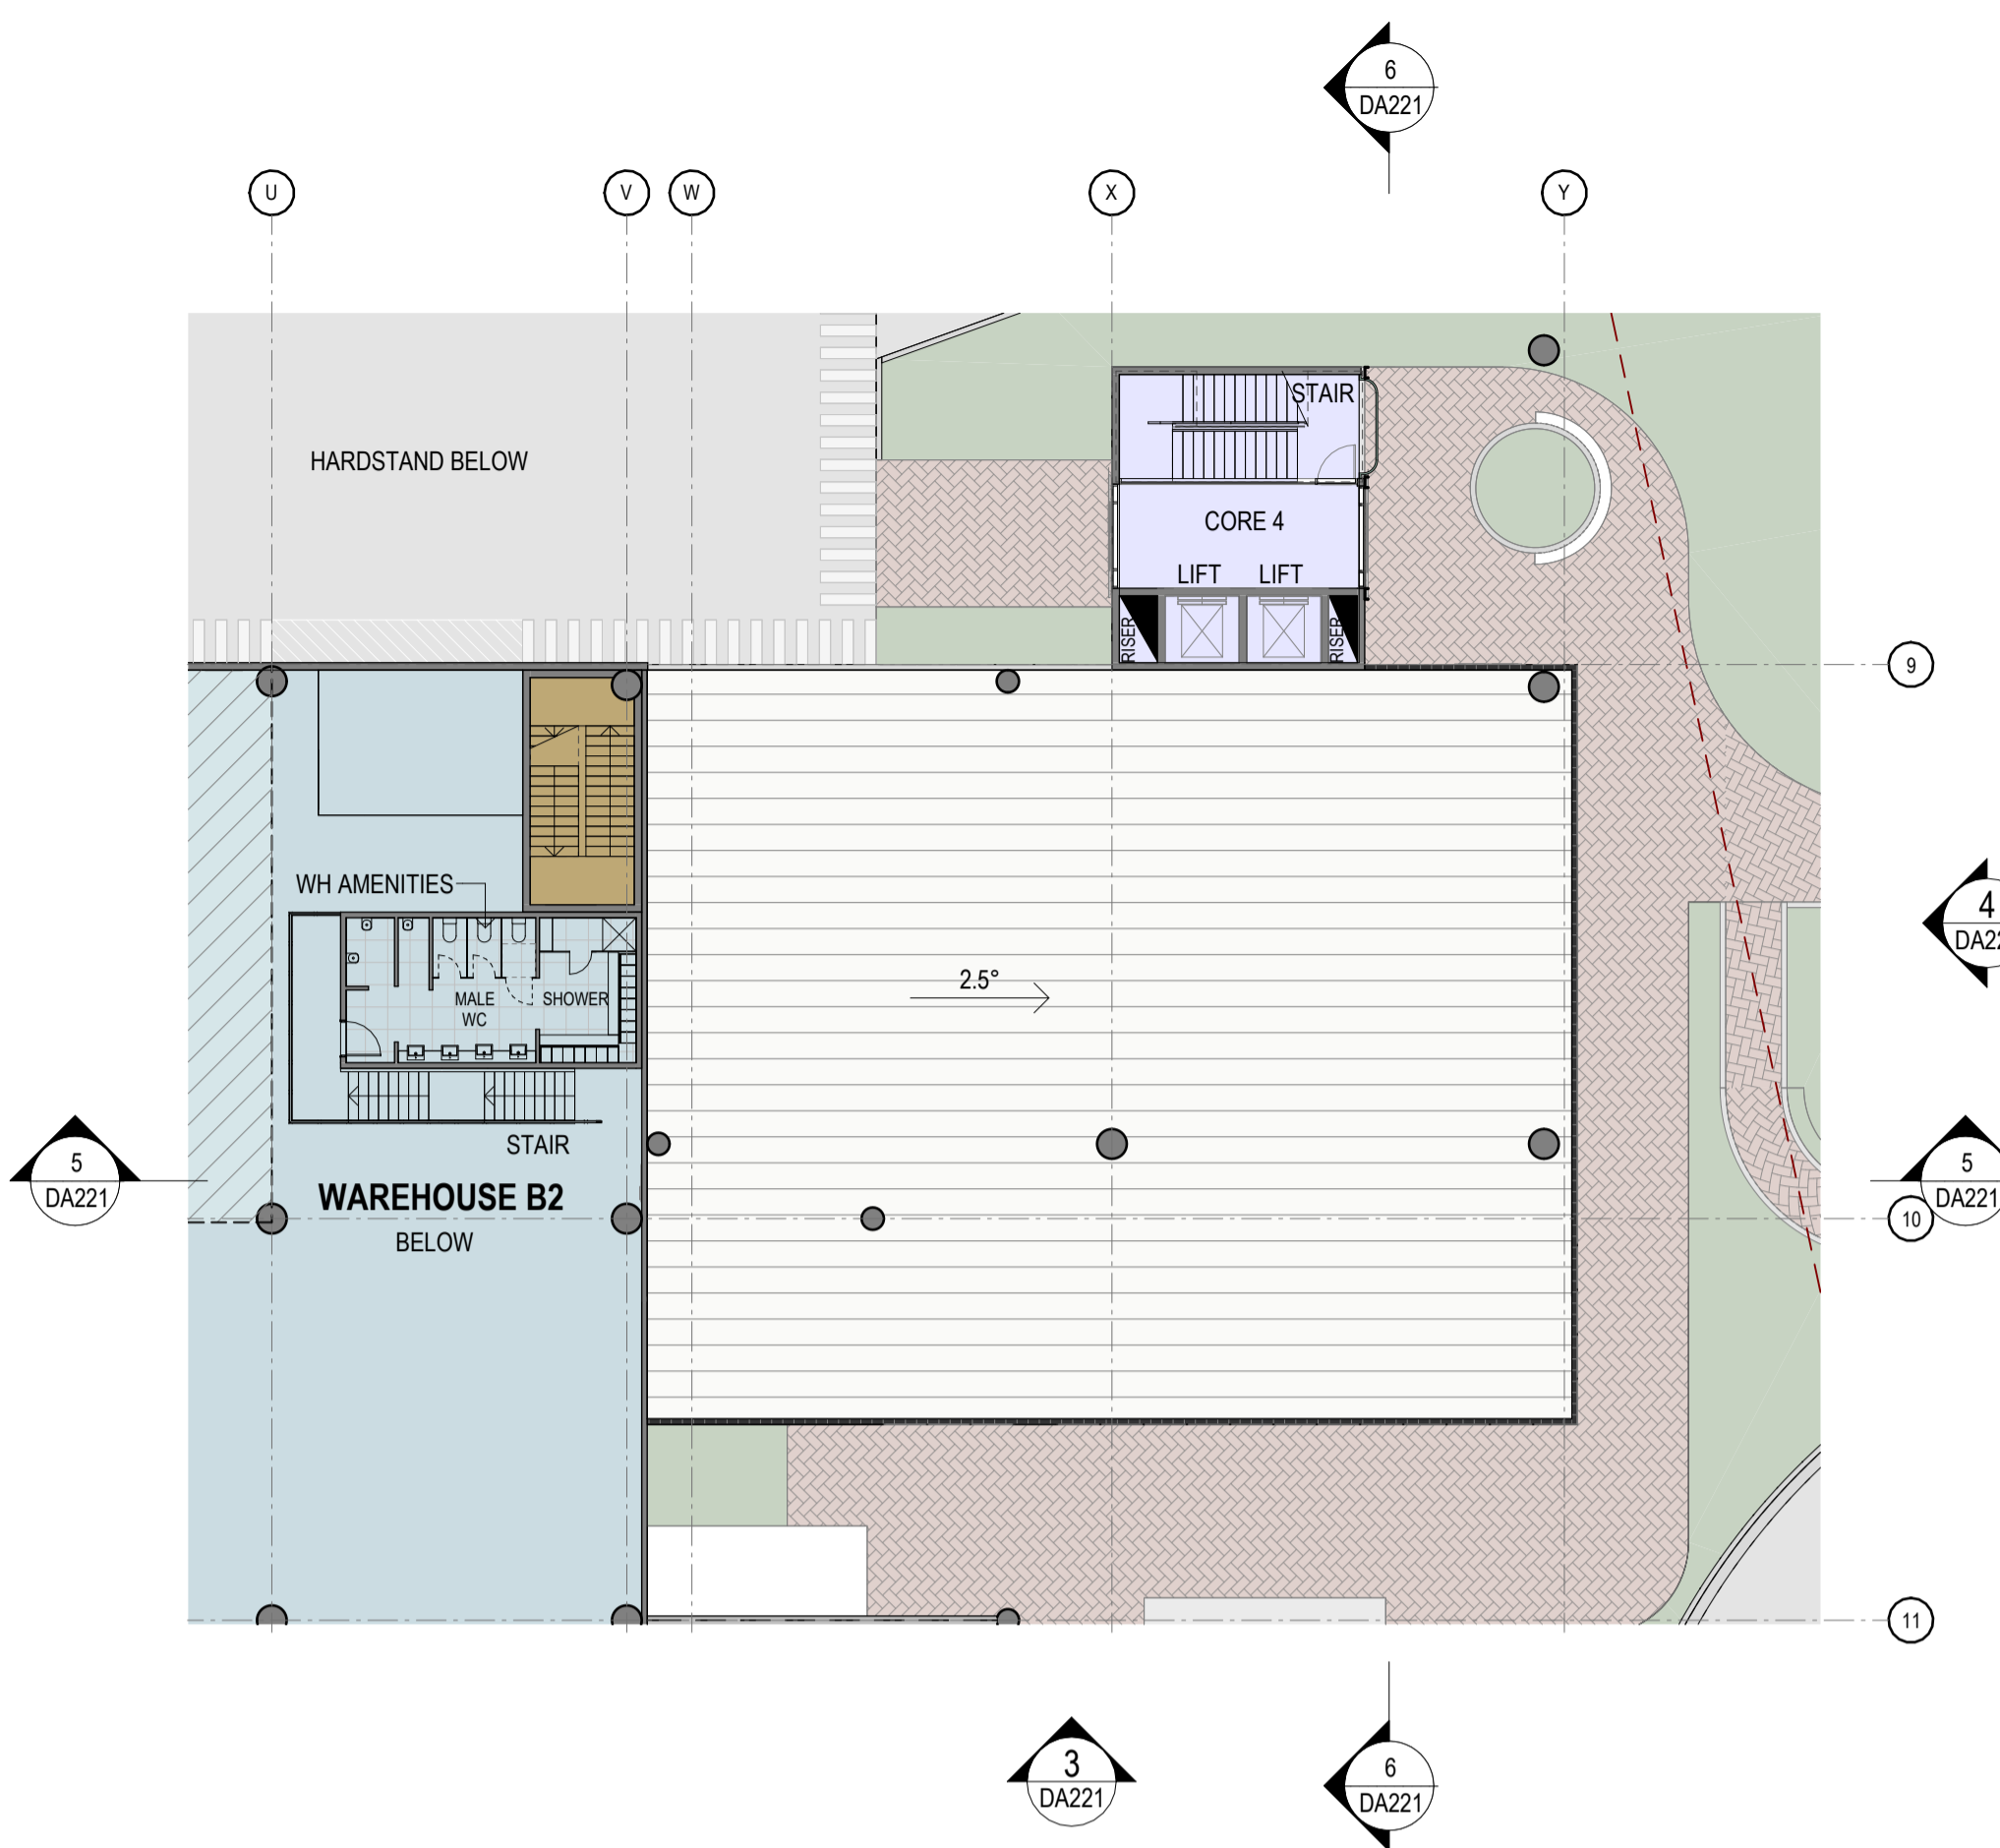 6
DA221
U
V
W
X
Y
STAIR
HARDSTAND BELOW
CORE 4
LIFT
LIFT
RISER
RISER
9
WH AMENITIES
4
DA22
2.5°
MALE
WC
SHOWER
STAIR
5
DA221
5
DA221
WAREHOUSE B2
BELOW
10
11
3
DA221
6
DA221